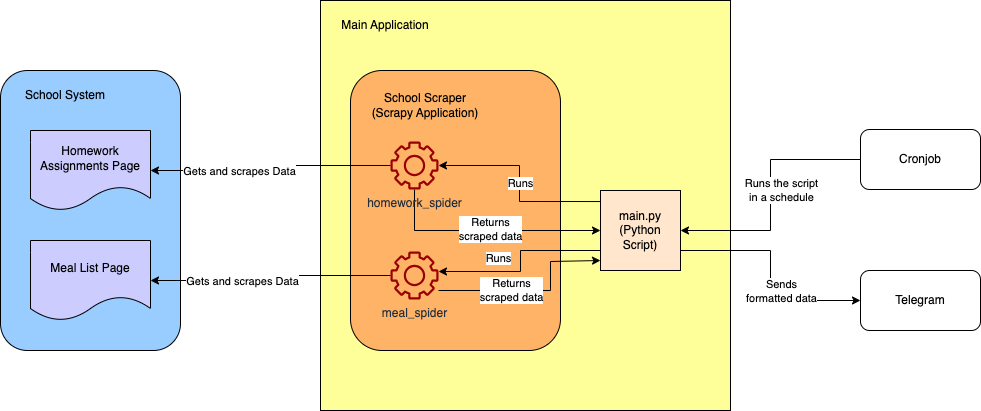 Main Application
School System
School Scraper
(Scrapy Application)
Homework
Assignments Page
Gets and scrapes Data
homework_spider
Runs
Returns
scraped data
main.py
(Python
Script)
Cronjob
Runs the script
in a schedule
Meal List Page
Gets and scrapes Data
meal_spider
Runs
Returns
scraped data
Sends
formatted data
Telegram